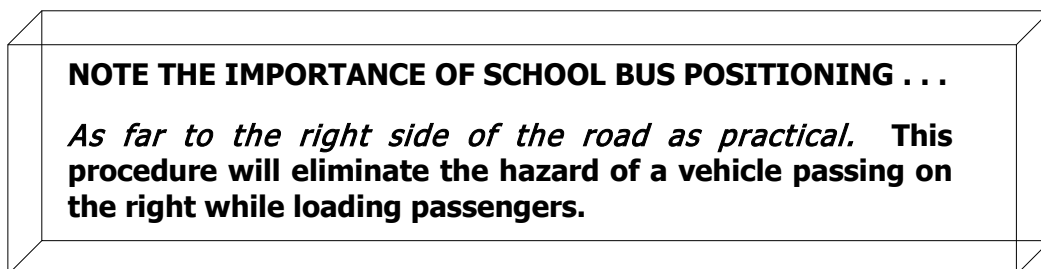 NOTE THE IMPORTANCE OF SCHOOL BUS POSITIONING . . .
As far to the right side of the road as practical. This
procedure will eliminate the hazard of a vehicle passing on
the right while loading passengers.